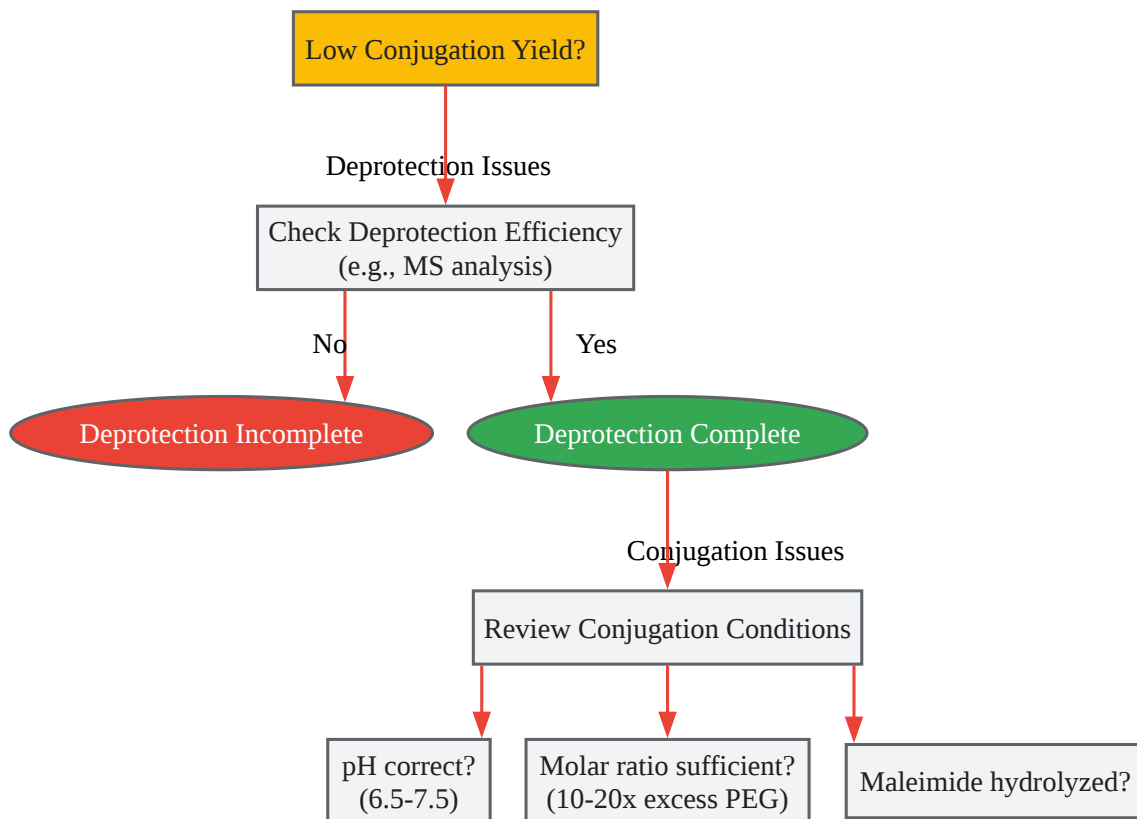 Low Conjugation Yield?
Deprotection Issues
Check Deprotection Efficiency
(e.g., MS analysis)
No
Yes
Deprotection Incomplete
Deprotection Complete
Conjugation Issues
Review Conjugation Conditions
pH correct?
(6.5-7.5)
Molar ratio sufficient?
(10-20x excess PEG)
Maleimide hydrolyzed?